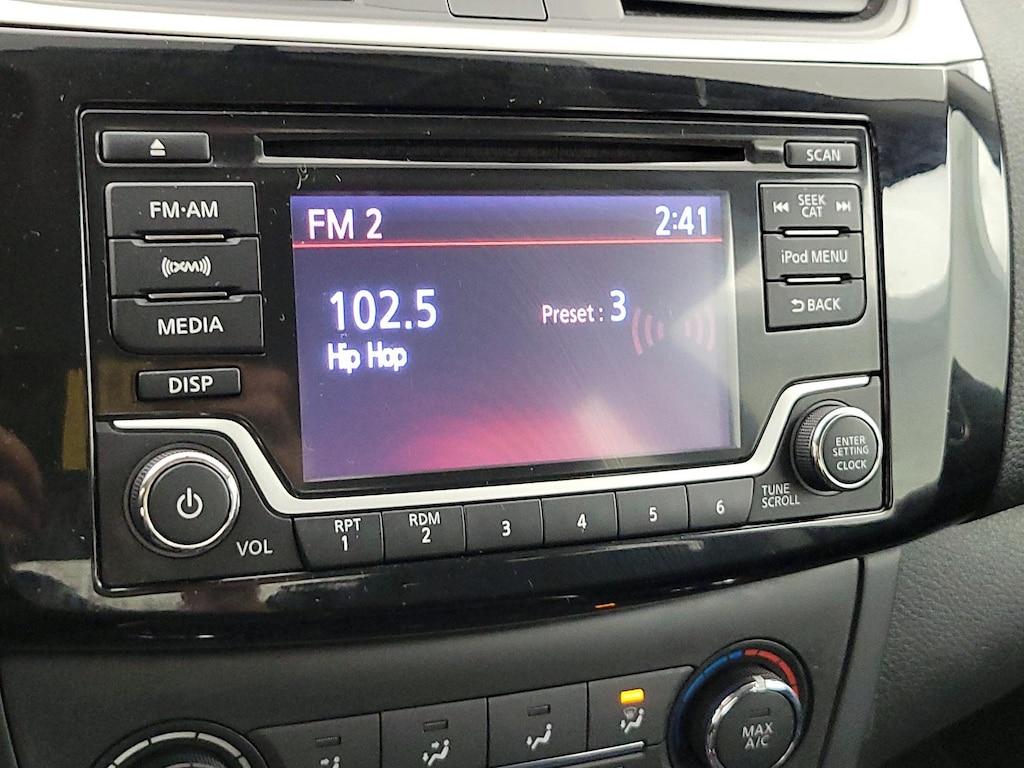 SCAN
FM·AM
SEEK
CAT
FM 2
2:41
(((XM)))
iPod MENU
102.5
Preset : 3
BACK
MEDIA
Hip Hop
DISP
ENTER
SETTING
CLOCK
TUNE
SCROLL
VOL
RPT
1
RDM
2
3
4
5
6
MAX
A/C